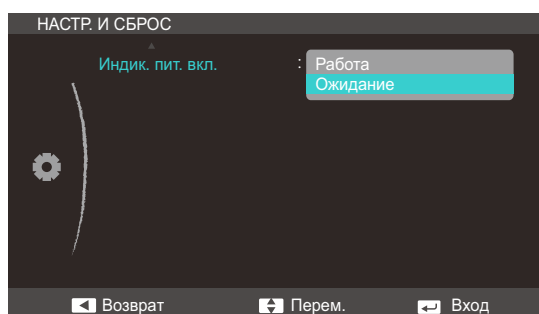 НАСТР. И СБРОС
Индик. пит. вкл. : Работа
Ожидание
Возврат Перем. Вход